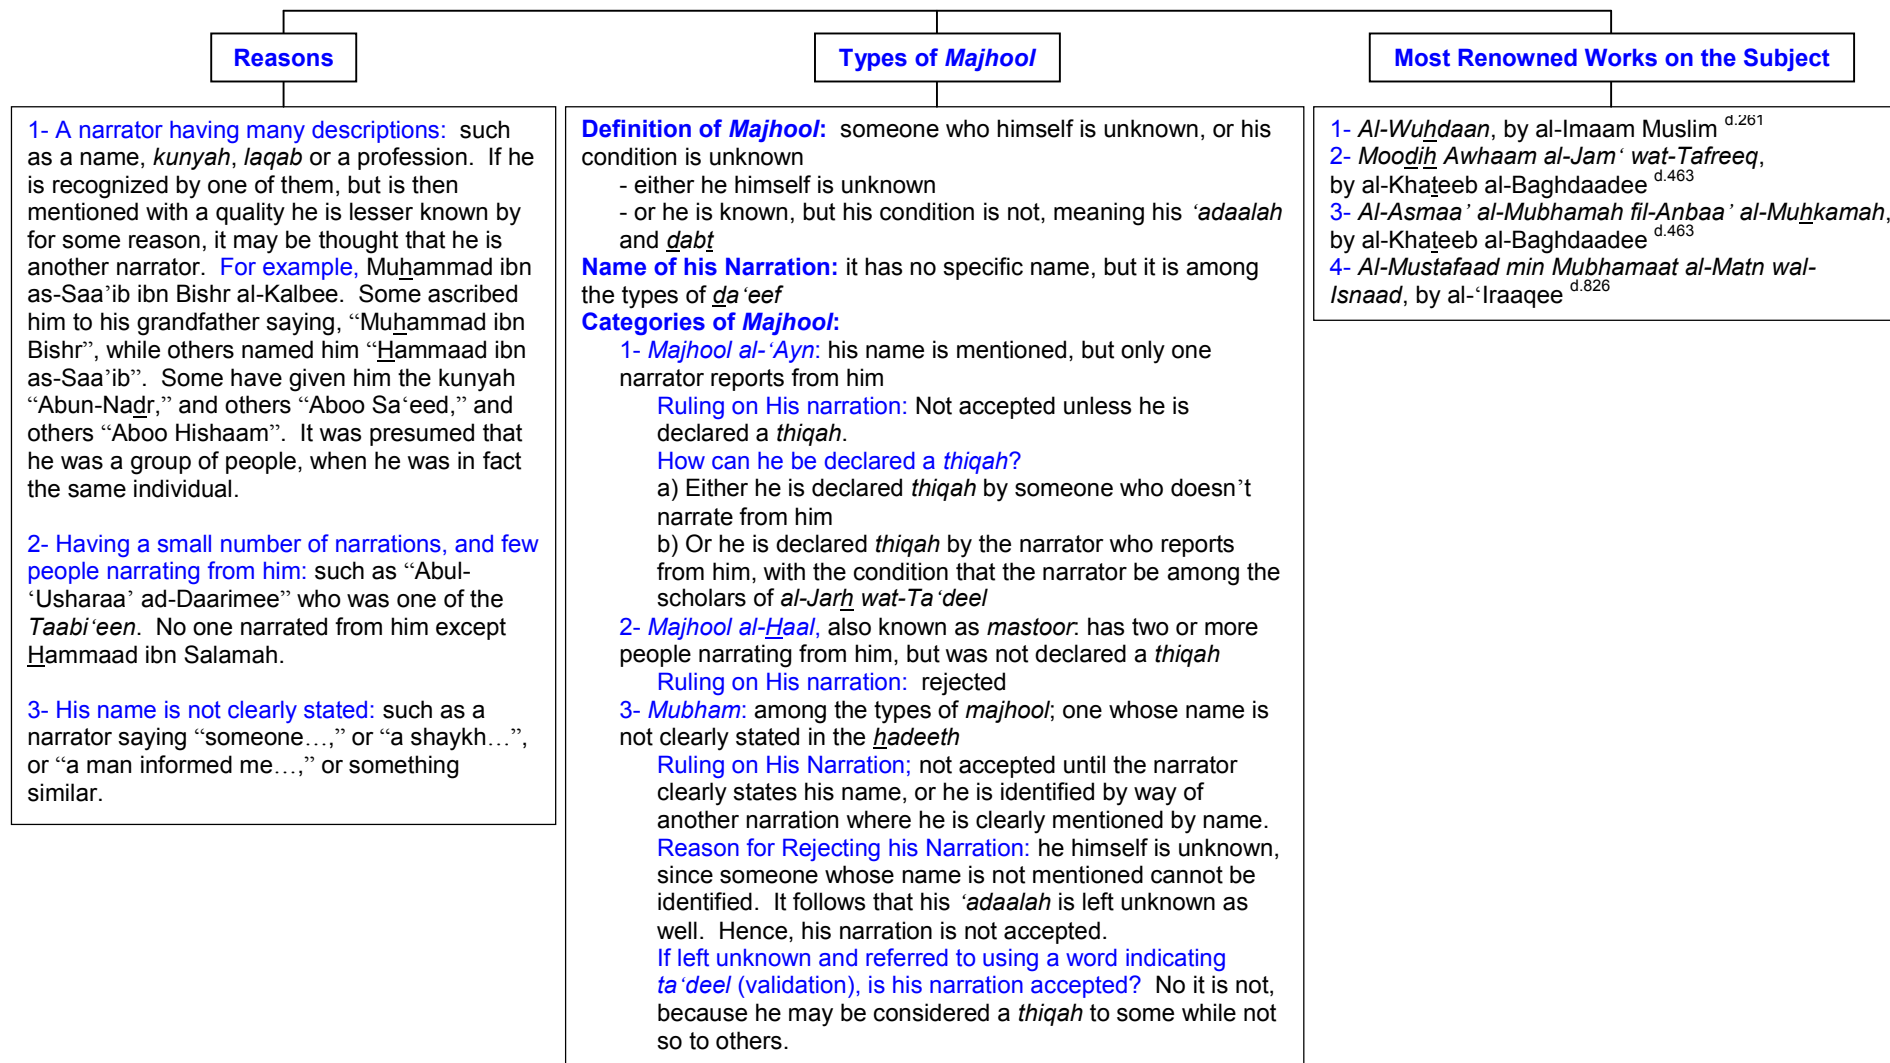 Reasons
Types of Majhool
Most Renowned Works on the Subject
1- A narrator having many descriptions: such
as a name, kunyah, laqab or a profession. If he
is recognized by one of them, but is then
mentioned with a quality he is lesser known by
for some reason, it may be thought that he is
another narrator. For example, Muhammad ibn
as-Saa’ib ibn Bishr al-Kalbee. Some ascribed
him to his grandfather saying, “Muhammad ibn
Bishr”, while others named him “Hammaad ibn
as-Saa’ib”. Some have given him the kunyah
“Abun-Nadr,” and others “Aboo Sa‘eed,” and
others “Aboo Hishaam”. It was presumed that
he was a group of people, when he was in fact
the same individual.
2- Having a small number of narrations, and few
people narrating from him: such as “Abul-
‘Usharaa’ ad-Daarimee” who was one of the
Taabi‘een. No one narrated from him except
Hammaad ibn Salamah.
3- His name is not clearly stated: such as a
narrator saying “someone…,” or “a shaykh…”,
or “a man informed me…,” or something
similar.
Definition of Majhool: someone who himself is unknown, or his
condition is unknown
- either he himself is unknown
- or he is known, but his condition is not, meaning his ‘adaalah
and dabt
Name of his Narration: it has no specific name, but it is among
the types of da‘eef
Categories of Majhool:
1- Majhool al-‘Ayn: his name is mentioned, but only one
narrator reports from him
Ruling on His narration: Not accepted unless he is
declared a thiqah.
How can he be declared a thiqah?
a) Either he is declared thiqah by someone who doesn’t
narrate from him
b) Or he is declared thiqah by the narrator who reports
from him, with the condition that the narrator be among the
scholars of al-Jarh wat-Ta‘deel
2- Majhool al-Haal, also known as mastoor: has two or more
people narrating from him, but was not declared a thiqah
Ruling on His narration: rejected
3- Mubham: among the types of majhool; one whose name is
not clearly stated in the hadeeth
Ruling on His Narration; not accepted until the narrator
clearly states his name, or he is identified by way of
another narration where he is clearly mentioned by name.
Reason for Rejecting his Narration: he himself is unknown,
since someone whose name is not mentioned cannot be
identified. It follows that his ‘adaalah is left unknown as
well. Hence, his narration is not accepted.
If left unknown and referred to using a word indicating
ta‘deel (validation), is his narration accepted? No it is not,
because he may be considered a thiqah to some while not
so to others.
1- Al-Wuhdaan, by al-Imaam Muslim d.261
2- Moodih Awhaam al-Jam‘ wat-Tafreeq,
by al-Khateeb al-Baghdaadee d.463
3- Al-Asmaa’ al-Mubhamah fil-Anbaa’ al-Muhkamah,
by al-Khateeb al-Baghdaadee d.463
4- Al-Mustafaad min Mubhamaat al-Matn wal-
Isnaad, by al-‘Iraaqee d.826